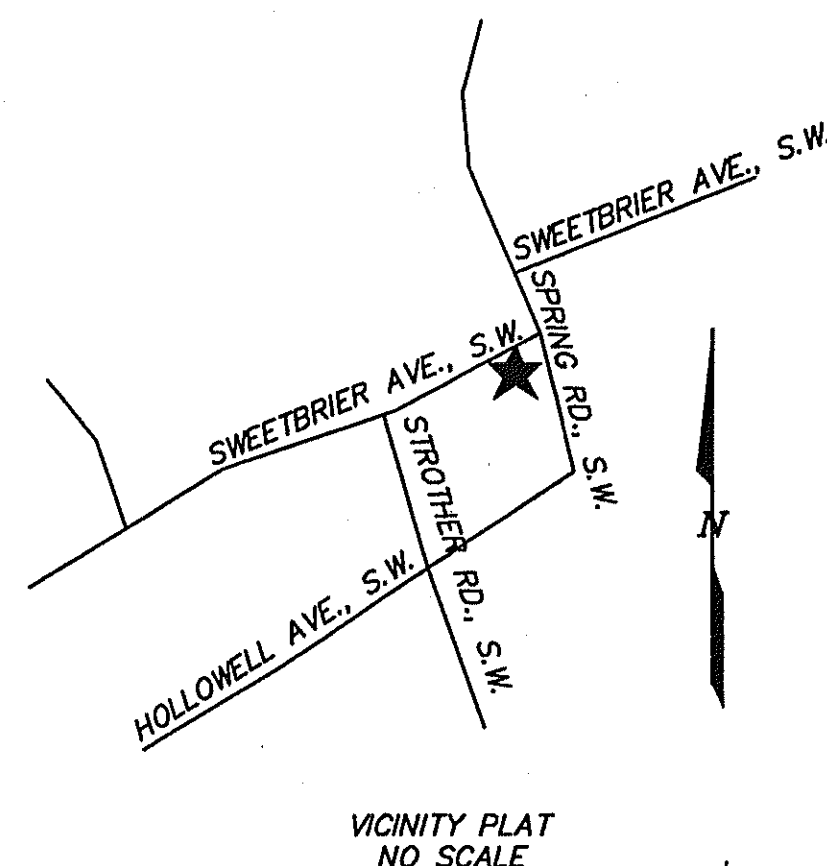 SWEETBRIER AVE., S.W.
SPRING RD., S.W.
SWEETBRIER AVE., S.W.
STROTHER RD., S.W.
HOLLOWELL AVE., S.W.
N
VICINITY PLAT
NO SCALE